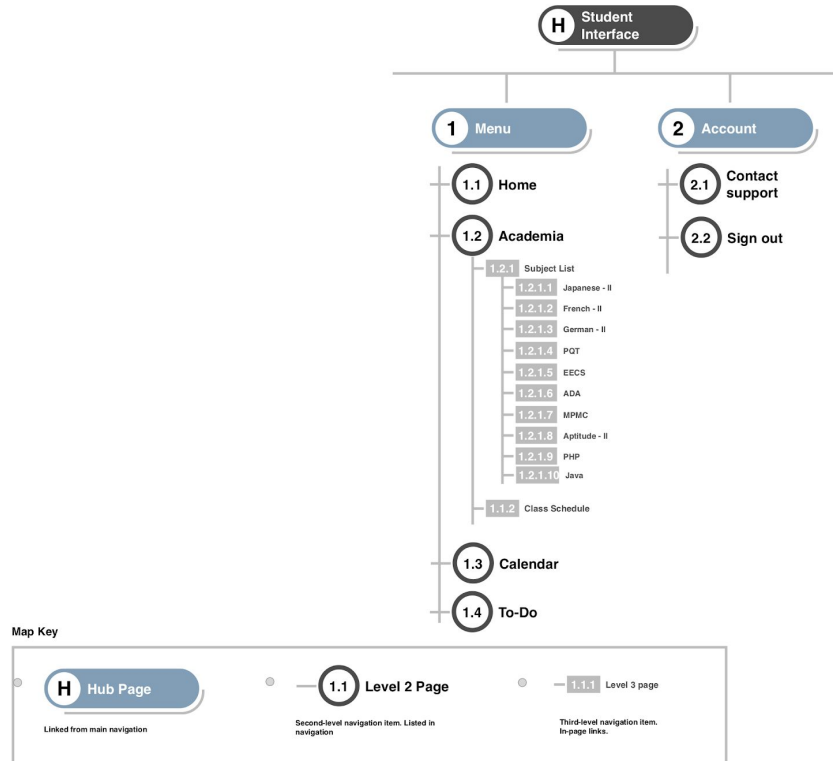 H Student
Interface
1 Menu
2 Account
1.1 Home
2.1 Contact
support
1.2 Academia
2.2 Sign out
1.2.1 Subject List
1.2.1.1 Japanese - II
1.2.1.2 French - II
1.2.1.3 German - II
1.2.1.4 PQT
1.2.1.5 EECS
1.2.1.6 ADA
1.2.1.7 MPMC
1.2.1.8 Aptitude - II
1.2.1.9 PHP
1.2.1.10 Java
1.1.2 Class Schedule
1.3 Calendar
1.4 To-Do
Map Key
H Hub Page
Linked from main navigation
1.1 Level 2 Page
Second-level navigation item. Listed in
navigation
1.1.1 Level 3 page
Third-level navigation item.
In-page links.